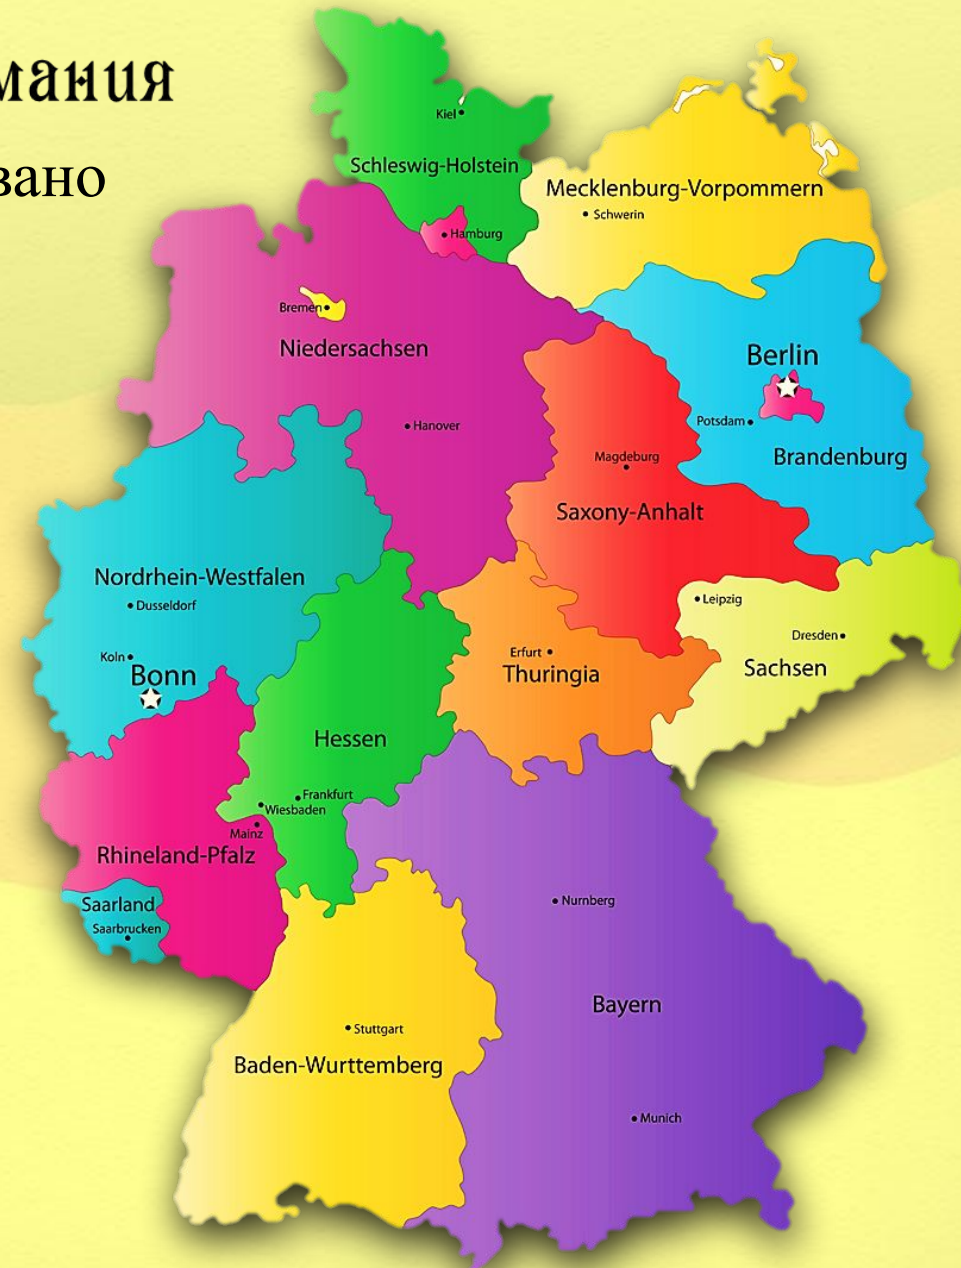 мания
вано
Kiel
Schleswig-Holstein
Mecklenburg-Vorpommern
Schwerin
Hamburg
Bremen
Niedersachsen
Berlin
Hanover
Potsdam
Magdeburg
Brandenburg
Saxony-Anhalt
Nordrhein-Westfalen
Dusseldorf
Leipzig
Dresden
Koln
Bonn
Erfurt
Thuringia
Sachsen
Hessen
Frankfurt
Wiesbaden
Mainz
Rhineland-Pfalz
Saarland
Saarbrucken
Nurnberg
Bayern
Stuttgart
Baden-Wurttemberg
Munich